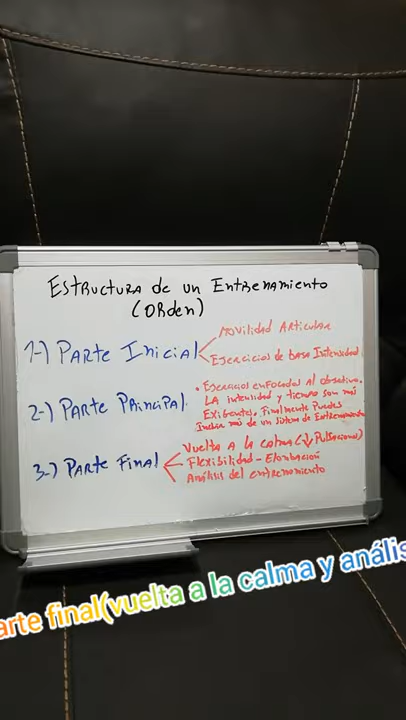 Estructura de un Entrenamiento
(Orden)
1-) Parte Inicial
Movilidad Articular
Ejercicios de baja Intensidad
2-) Parte Principal
• Ejercicios enfocados al objetivo.
La intensidad y tiempo son más
Exigentes. Finalmente Puedes
Incluir más de un sistema de Entrenamiento
3-) Parte Final
Vuelta a la calma (↓ Pulsaciones)
Flexibilidad - Elongación
Análisis del entrenamiento
arte final(vuelta a la calma y anális